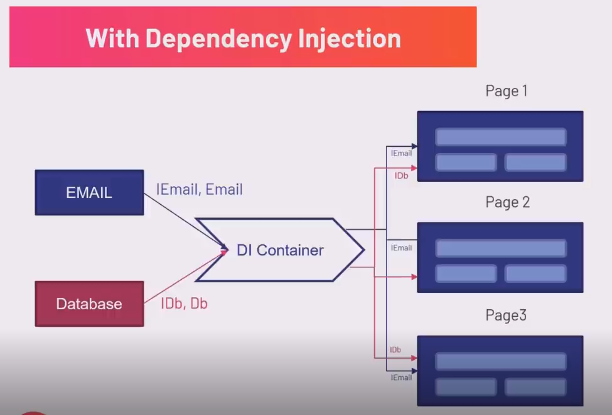 With Dependency Injection
Page 1
IEmail
IDb
EMAIL
IEmail, Email
Page 2
DI Container
IEmail
Database
IDb, Db
Page3
IDb
IEmail